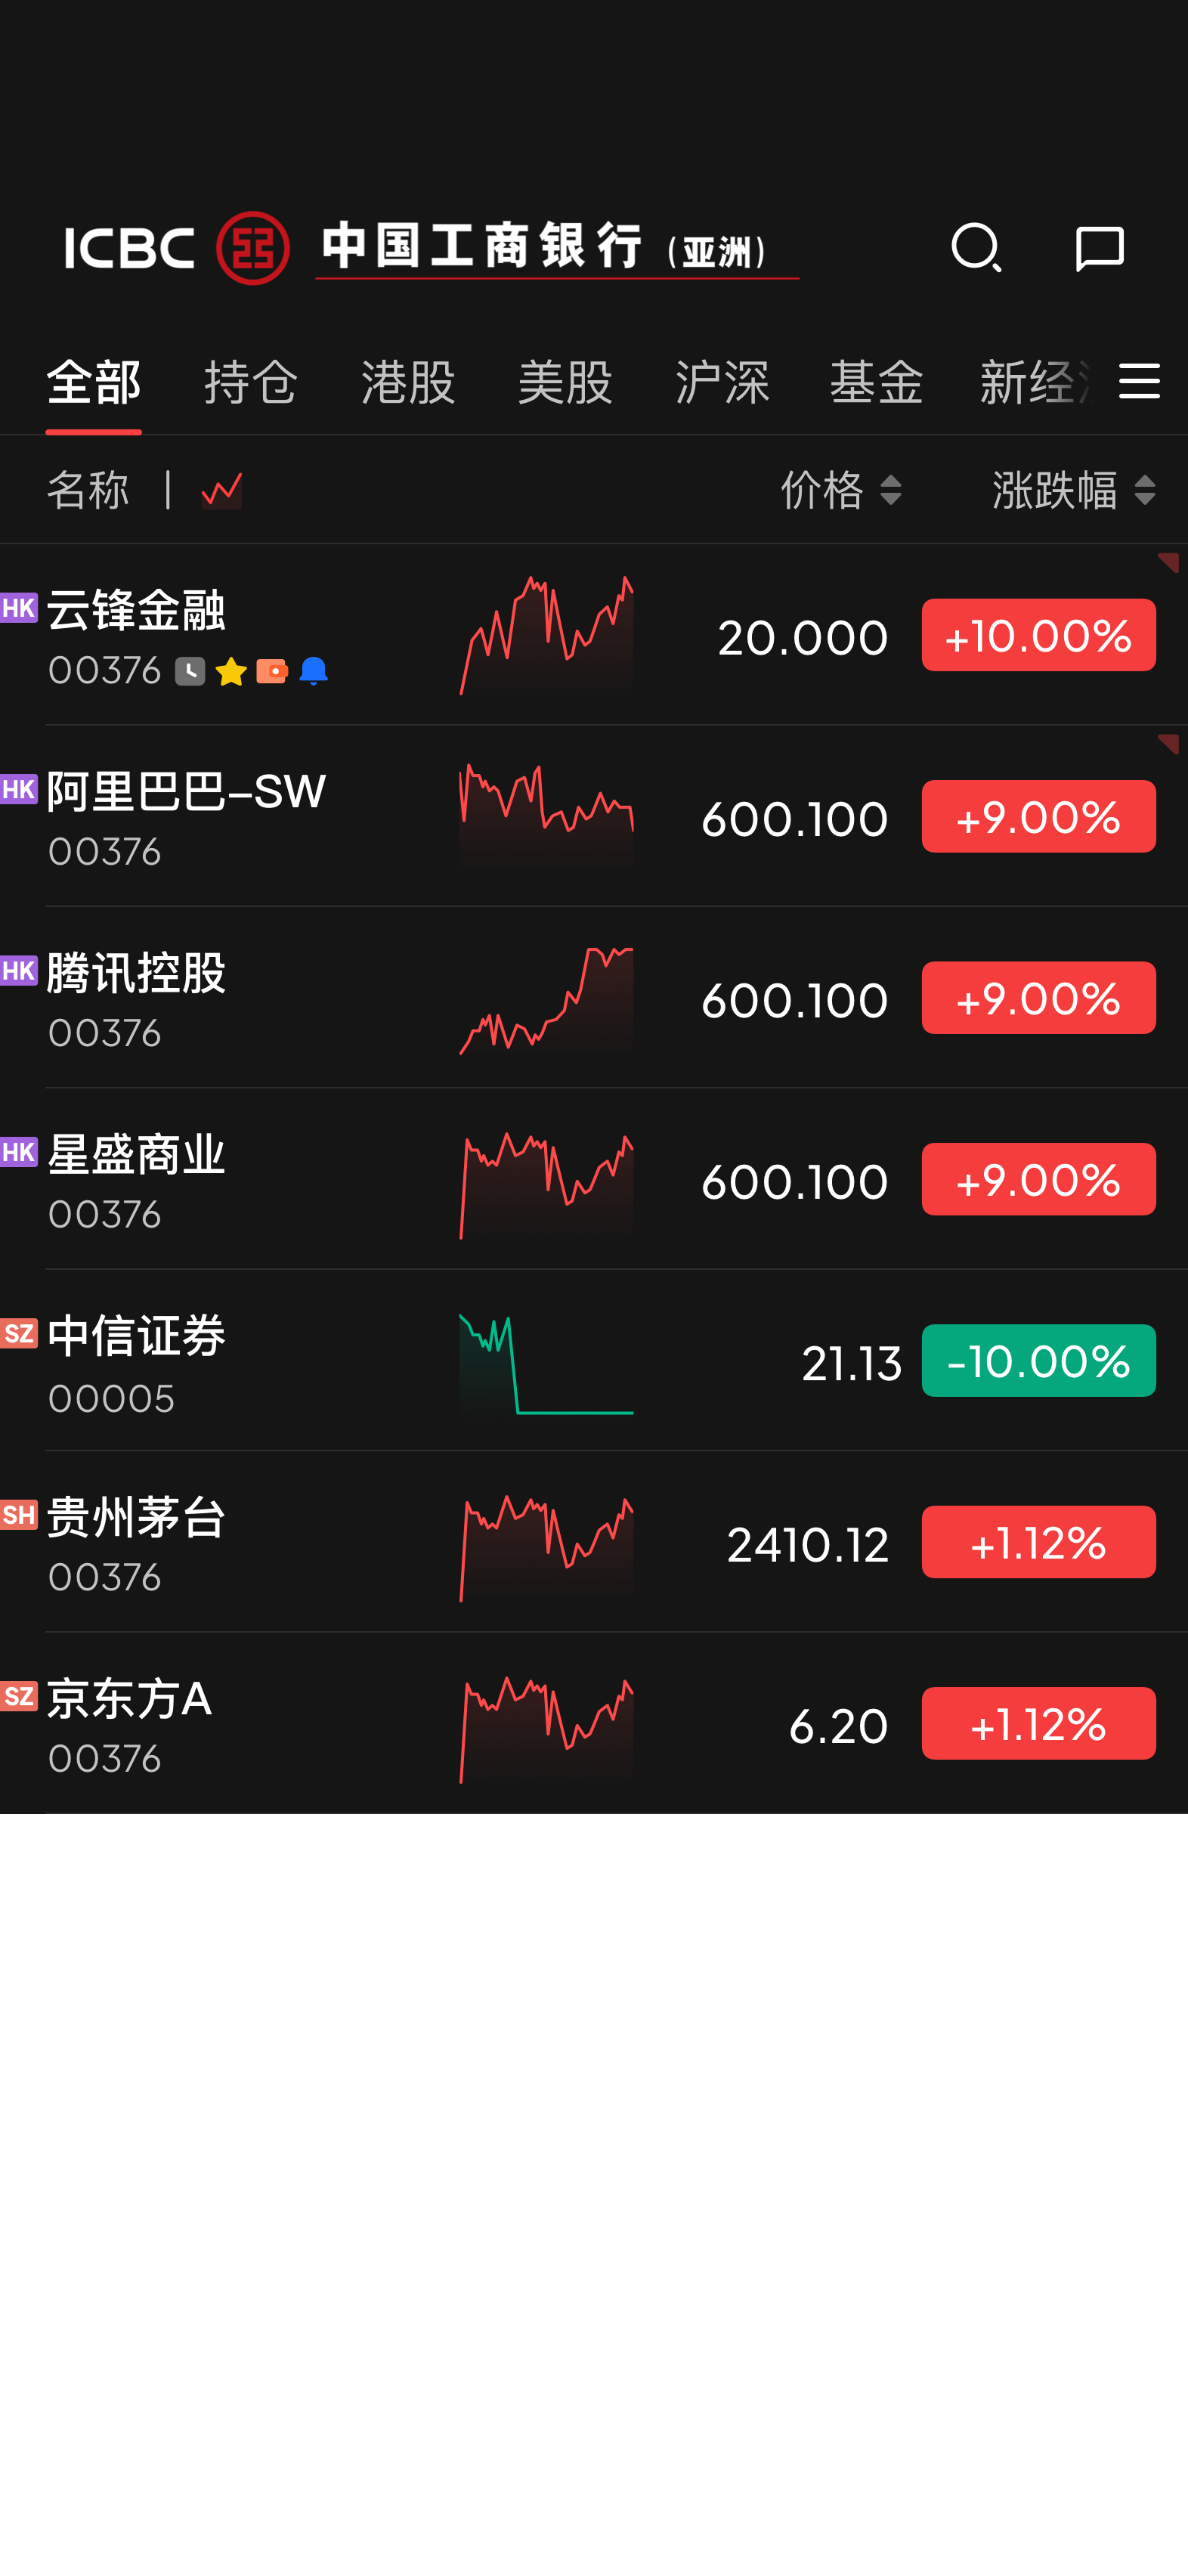 ICBC 中国工商银行（亚洲）
全部 持仓 港股 美股 沪深 基金 新经
名称 | 价格 涨跌幅
HK 云锋金融 20.000 +10.00%
00376
HK 阿里巴巴-SW 600.100 +9.00%
00376
HK 腾讯控股 600.100 +9.00%
00376
HK 星盛商业 600.100 +9.00%
00376
SZ 中信证券 21.13 -10.00%
00005
SH 贵州茅台 2410.12 +1.12%
00376
SZ 京东方A 6.20 +1.12%
00376